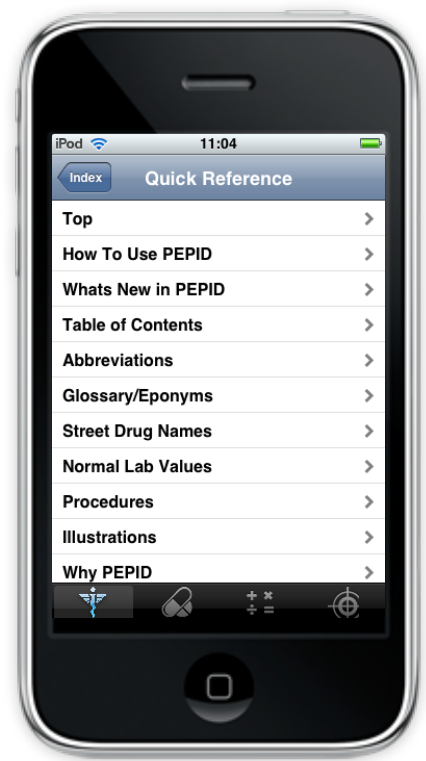 iPod 11:04
Index Quick Reference
Top
How To Use PEPID
Whats New in PEPID
Table of Contents
Abbreviations
Glossary/Eponyms
Street Drug Names
Normal Lab Values
Procedures
Illustrations
Why PEPID